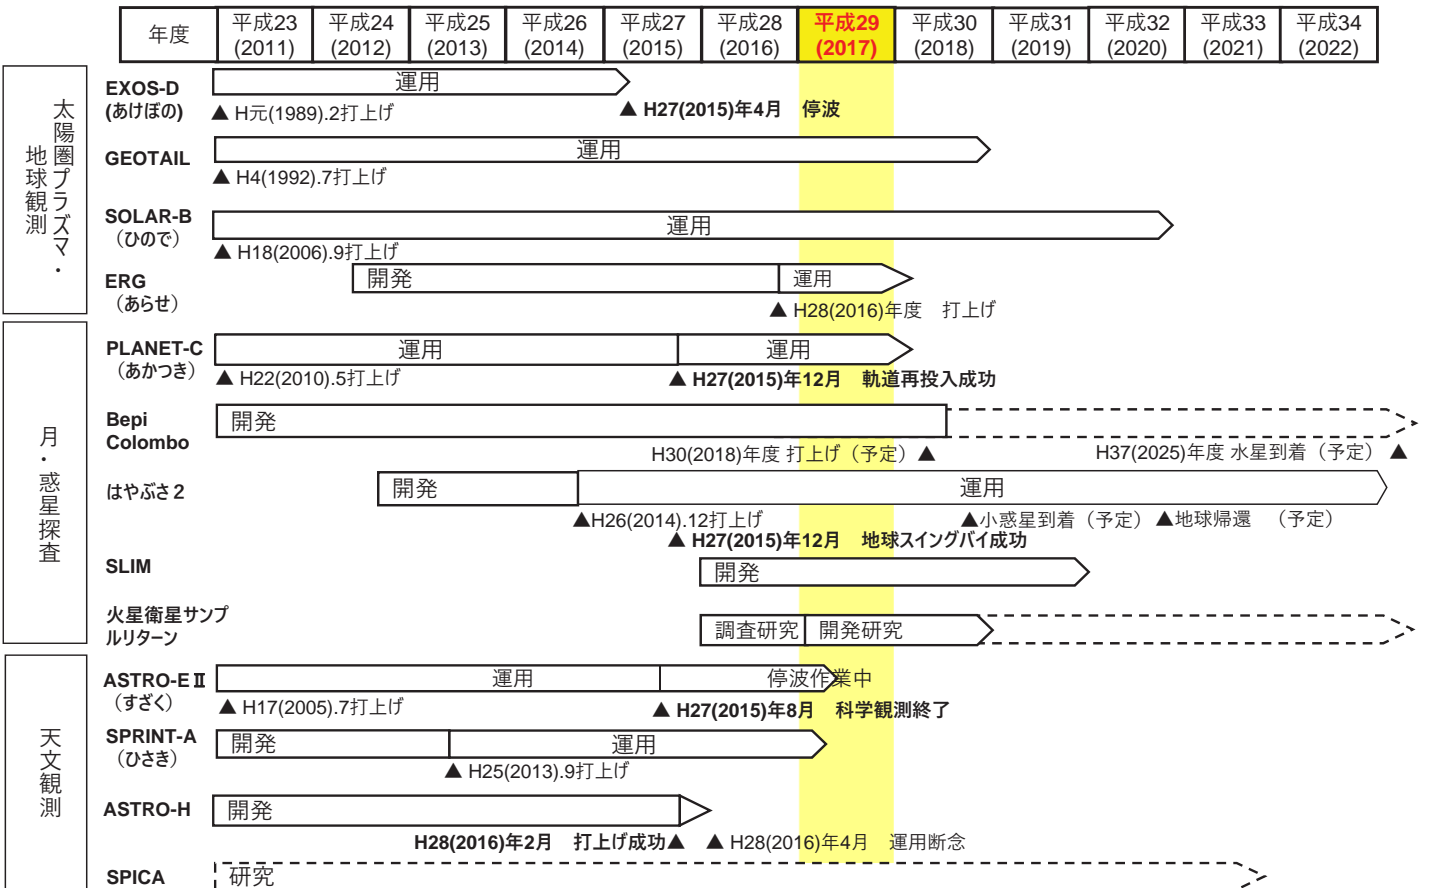 年度 平成23 平成24 平成25 平成26 平成27 平成28 平成29 平成30 平成31 平成32 平成33 平成34
(2011) (2012) (2013) (2014) (2015) (2016) (2017) (2018) (2019) (2020) (2021) (2022)
太陽圏プラズマ・
地球観測
EXOS-D
(あけぼの)
運用
▲ H元(1989).2打上げ
▲ H27(2015)年4月 停波
GEOTAIL
運用
▲ H4(1992).7打上げ
SOLAR-B
(ひので)
運用
▲ H18(2006).9打上げ
ERG
(あらせ)
開発 運用
▲ H28(2016)年度 打上げ
月・惑星探査
PLANET-C
(あかつき)
運用 運用
▲ H22(2010).5打上げ
▲ H27(2015)年12月 軌道再投入成功
Bepi
Colombo
開発
H30(2018)年度 打上げ(予定)▲
H37(2025)年度 水星到着(予定)▲
はやぶさ2
開発 運用
▲H26(2014).12打上げ
▲小惑星到着(予定)
▲地球帰還 (予定)
▲ H27(2015)年12月 地球スイングバイ成功
SLIM
開発
火星衛星サンプ
ルリターン
調査研究 開発研究
天文観測
ASTRO-EⅡ
(すざく)
運用 停波作業中
▲ H17(2005).7打上げ
▲ H27(2015)年8月 科学観測終了
SPRINT-A
(ひさき)
開発 運用
▲ H25(2013).9打上げ
ASTRO-H
開発
H28(2016)年2月 打上げ成功▲
▲ H28(2016)年4月 運用断念
SPICA
研究